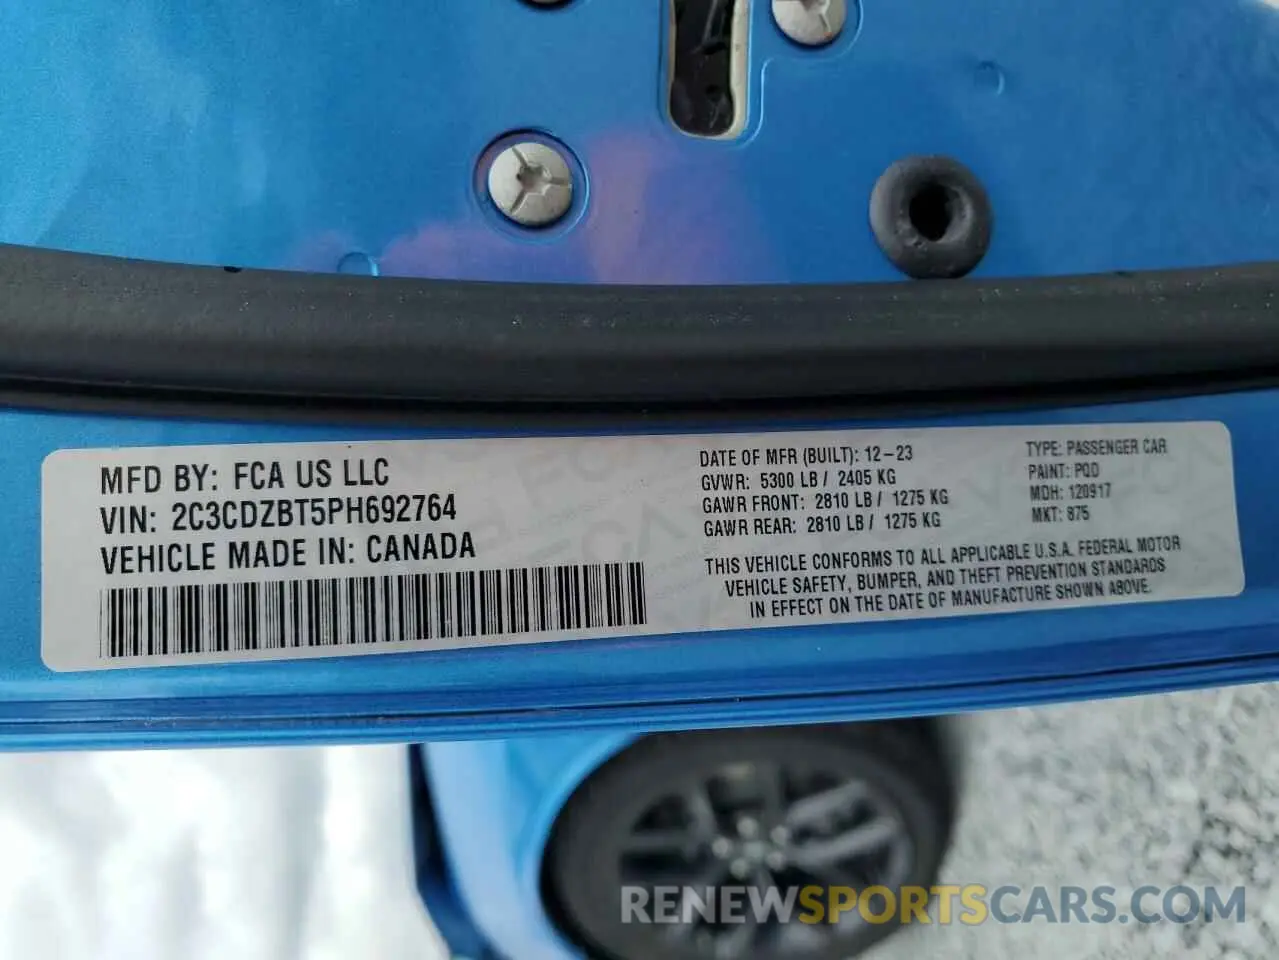 MFD BY: FCA US LLC
VIN: 2C3CDZBT5PH692764
VEHICLE MADE IN: CANADA
DATE OF MFR (BUILT): 12-23
GVWR: 5300 LB / 2405 KG
GAWR FRONT: 2810 LB / 1275 KG
GAWR REAR: 2810 LB / 1275 KG
TYPE: PASSENGER CAR
PAINT: PQD
MDH: 120917
MKT: 875
THIS VEHICLE CONFORMS TO ALL APPLICABLE U.S.A. FEDERAL MOTOR
VEHICLE SAFETY, BUMPER, AND THEFT PREVENTION STANDARDS
IN EFFECT ON THE DATE OF MANUFACTURE SHOWN ABOVE.
RENEWSPORTSCARS.COM